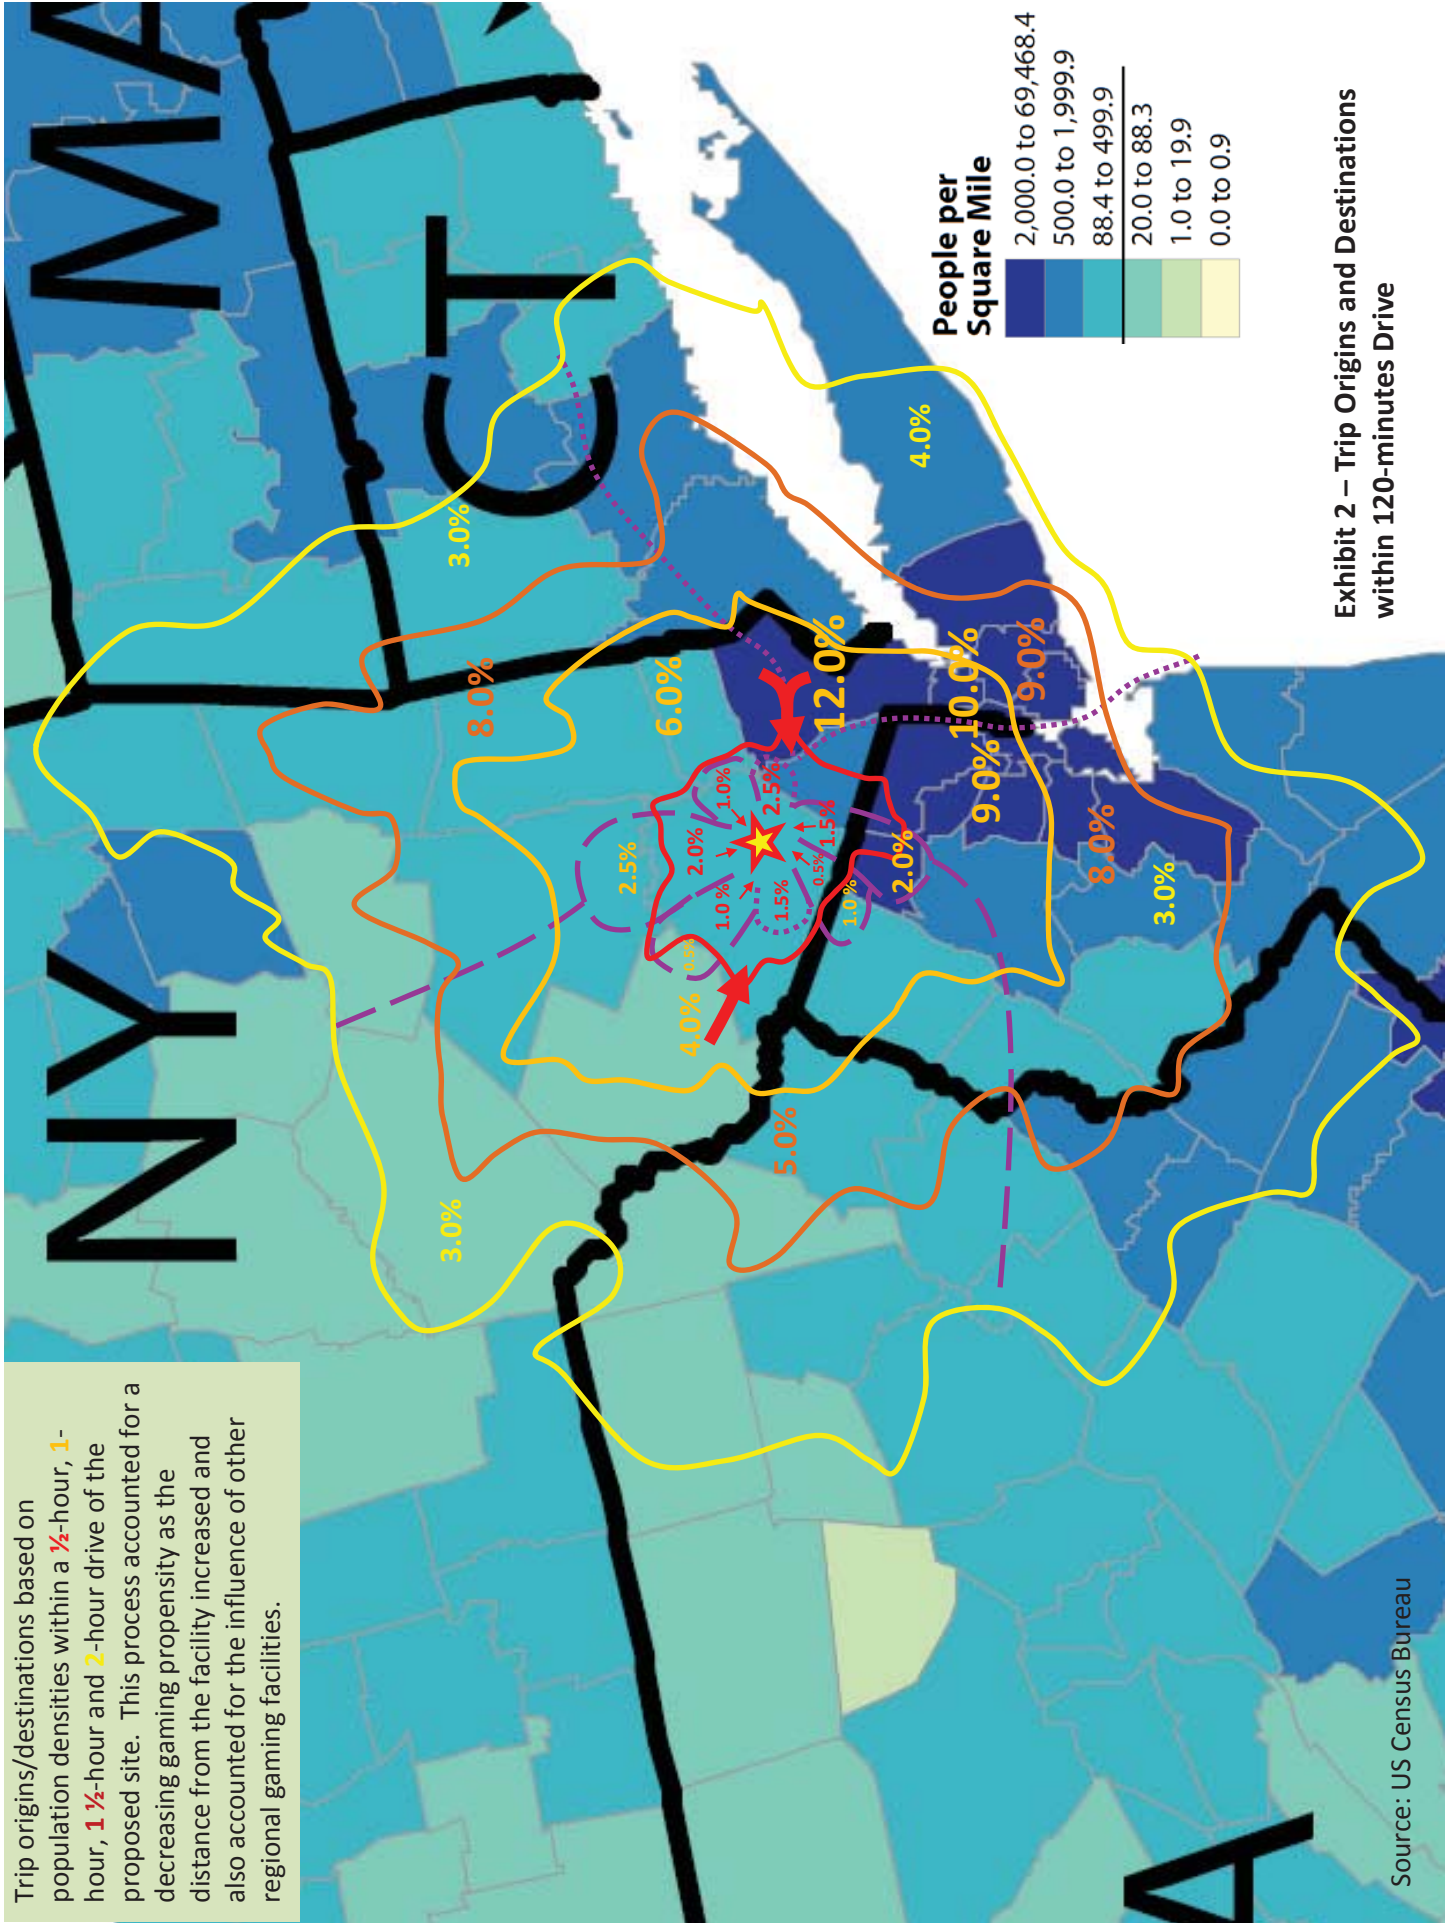 Trip origins/destinations based on
population densities within a ½-hour, 1-
hour, 1 ½-hour and 2-hour drive of the
proposed site. This process accounted for a
decreasing gaming propensity as the
distance from the facility increased and
also accounted for the influence of other
regional gaming facilities.
NY
MA
CT
A
3.0%
3.0%
8.0%
6.0%
2.5%
4.0%
0.5%
2.0%
1.0%
1.0 %
2.5%
1.5%
0.5%
1.5%
1.0 %
2.0%
5.0%
12.0%
4.0%
10.0%
9.0%
9.0%
8.0%
3.0%
People per
Square Mile
2,000.0 to 69,468.4
500.0 to 1,999.9
88.4 to 499.9
20.0 to 88.3
1.0 to 19.9
0.0 to 0.9
Exhibit 2 – Trip Origins and Destinations
within 120-minutes Drive
Source: US Census Bureau